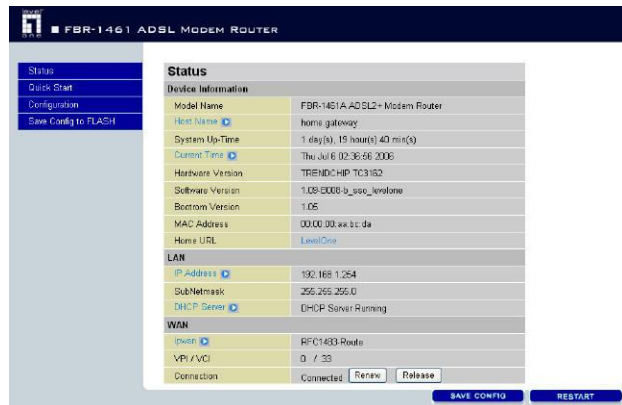 level
one
FBR-1461 ADSL MODEM ROUTER
Status
Quick Start
Configuration
Save Config to FLASH
Status
Device Information
Model Name FBR-1461A ADSL2+ Modem Router
Host Name home.gateway
System Up-Time 1 day(s), 19 hour(s) 40 min(s)
Current Time Thu Jul 6 02:36:56 2006
Hardware Version TRENDCHIP TC3162
Software Version
Bootrom Version 1.05
MAC Address 00:00:00:aa:bc:da
Home URL LevelOne
LAN
IP Address 192.168.1.254
SubNetmask 255.255.255.0
DHCP Server DHCP Server Running
WAN
ipwan RFC1483-Route
VPI / VCI 0 / 33
Connection Connected Renew Release
SAVE CONFIG RESTART